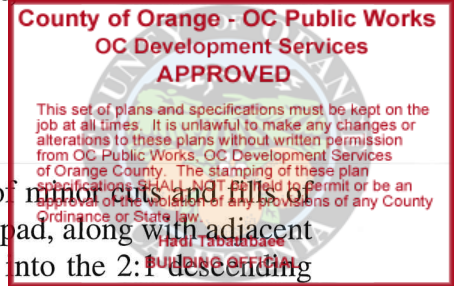 County of Orange - OC Public Works
OC Development Services
APPROVED
This set of plans and specifications must be kept on the
job at all times. It is unlawful to make any changes or
alterations to these plans without written permission
from OC Public Works, OC Development Services
of Orange County. The stamping of these plan
specifications SHALL NOT be held to permit or be an
approval of the violation of any provisions of any County
Ordinance or State law.
Hadi Tabatabaee
BUILDING OFFICIAL
of minor cuts and fills of
pad, along with adjacent
into the 2:1 descending